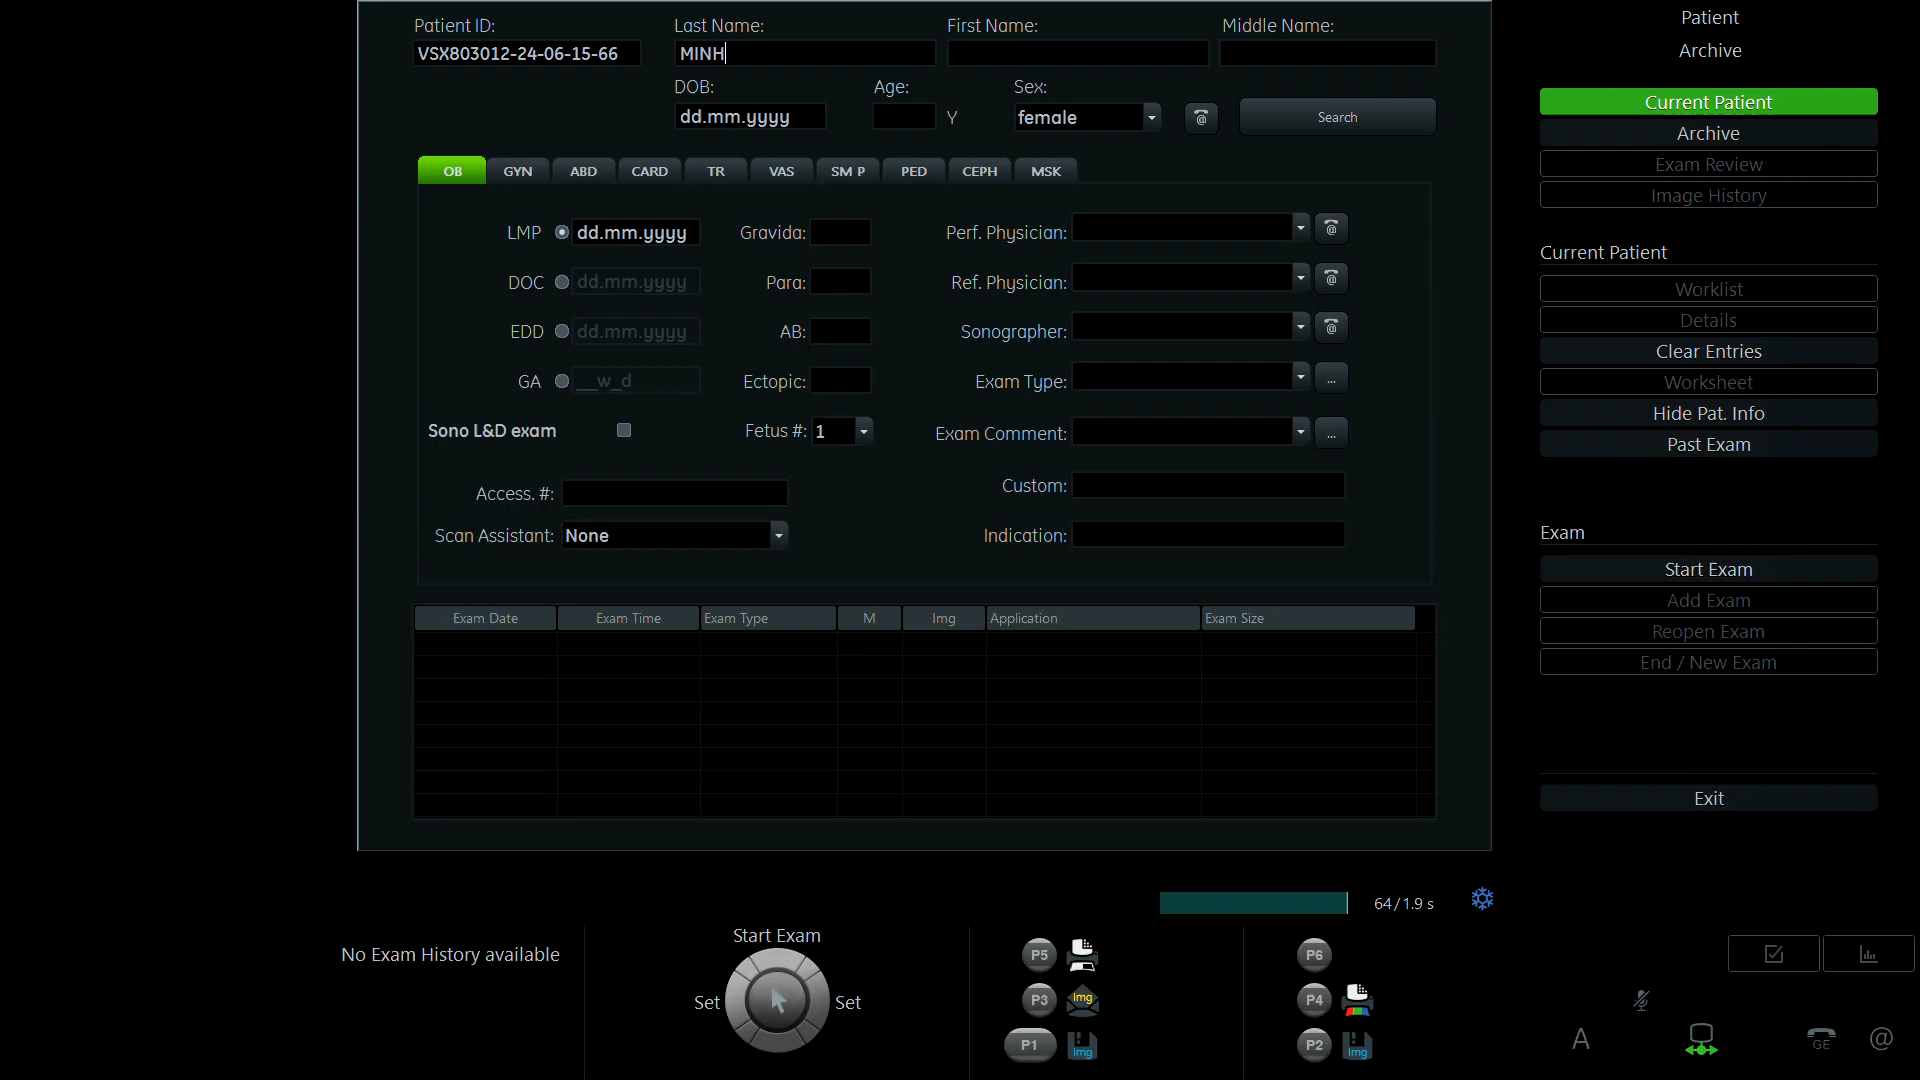 Patient ID: Last Name: First Name: Middle Name:
VSX803012-24-06-15-66 MINH
DOB: Age: Sex:
dd.mm.yyyy Y female @ Search
OB GYN ABD CARD TR VAS SM P PED CEPH MSK
LMP dd.mm.yyyy Gravida: Perf. Physician: @
DOC dd.mm.yyyy Para: Ref. Physician: @
EDD dd.mm.yyyy AB: Sonographer: @
GA __w_d Ectopic: Exam Type: ...
Sono L&D exam Fetus #: 1 Exam Comment: ...
Access. #: Custom:
Scan Assistant: None Indication:
Exam Date Exam Time Exam Type M Img Application Exam Size
Patient
Archive
Current Patient
Archive
Exam Review
Image History
Current Patient
Worklist
Details
Clear Entries
Worksheet
Hide Pat. Info
Past Exam
Exam
Start Exam
Add Exam
Reopen Exam
End / New Exam
Exit
64/1.9 s
No Exam History available
Start Exam
Set Set
P5 P6
P3 Img P4
P1 Img P2 Img
A GE @